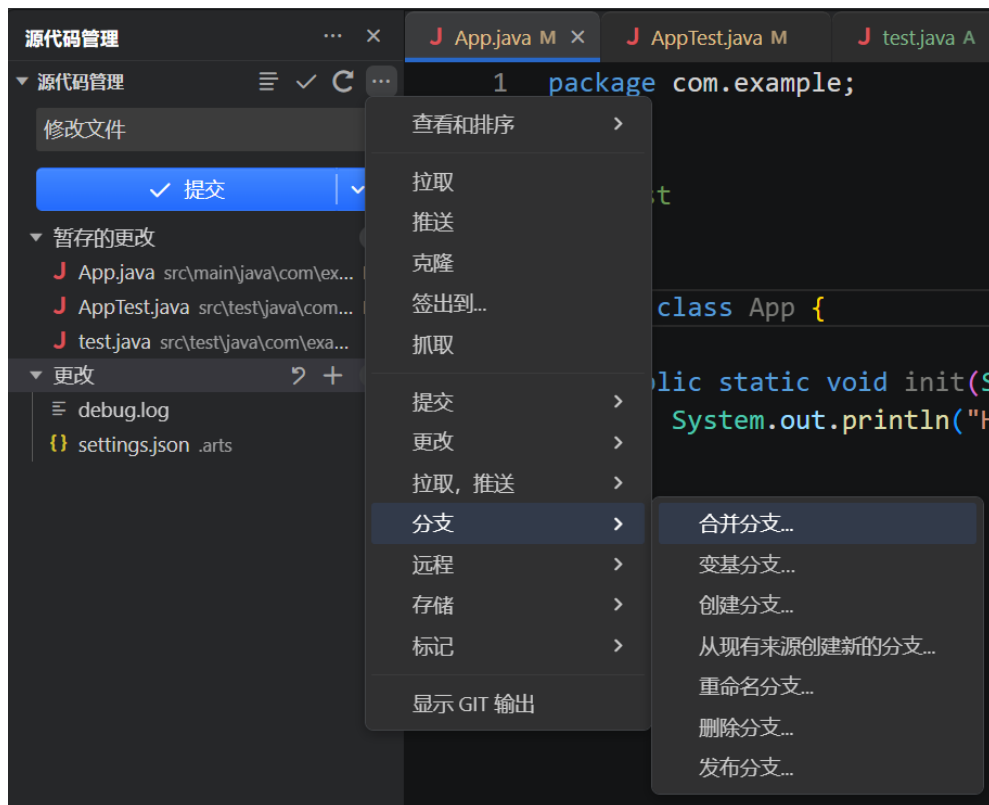 源代码管理 ... ×
App.java M ×
AppTest.java M
test.java A
源代码管理
修改文件
提交
暂存的更改
App.java src\main\java\com\ex...
AppTest.java src\test\java\com...
test.java src\test\java\com\exa...
更改
debug.log
settings.json .arts
查看和排序
拉取
推送
克隆
签出到...
抓取
提交
更改
拉取，推送
分支
远程
存储
标记
显示 GIT 输出
合并分支...
变基分支...
创建分支...
从现有来源创建新的分支...
重命名分支...
删除分支...
发布分支...
1 package com.example;
class App {
lic static void init(
System.out.println("H